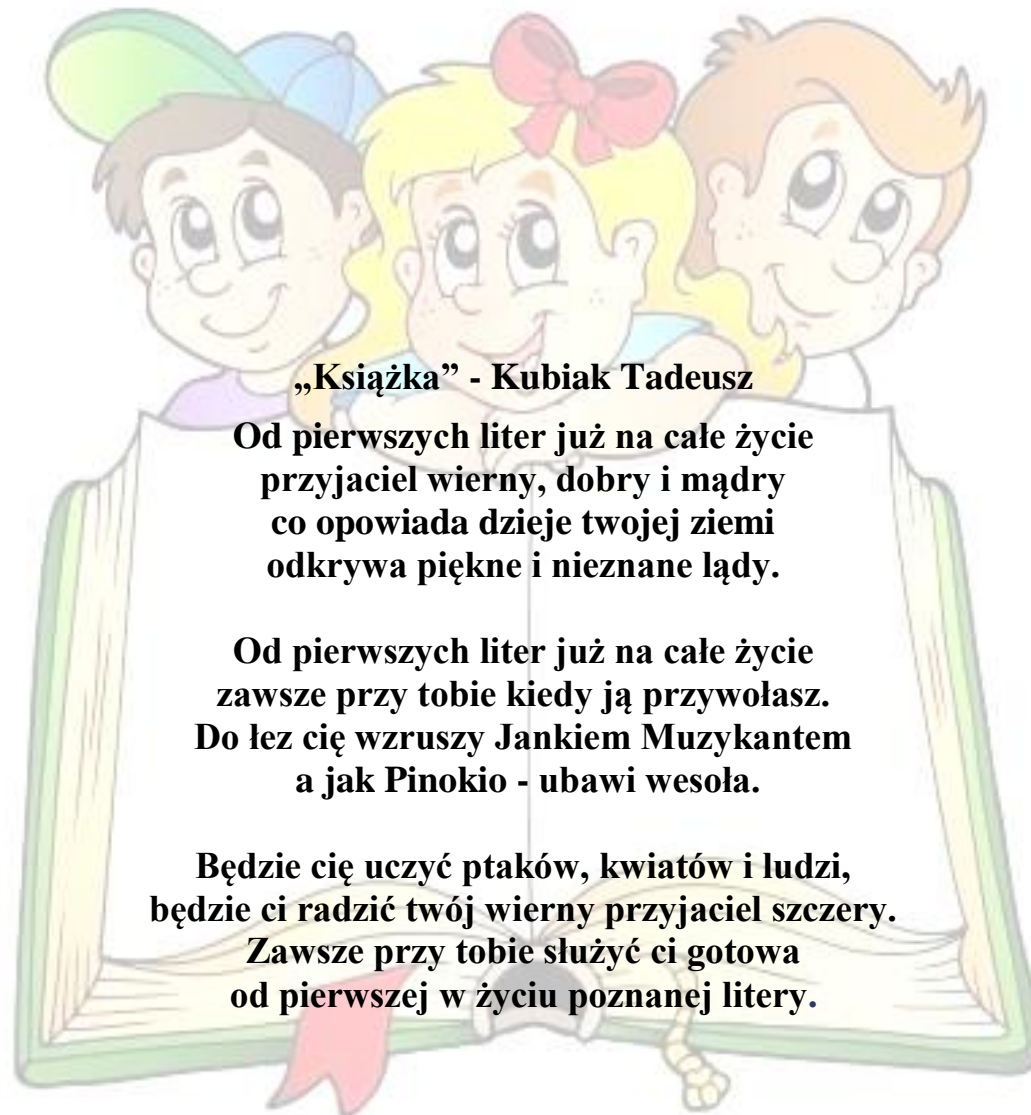 „Książka” - Kubiak Tadeusz
Od pierwszych liter już na całe życie
przyjaciel wierny, dobry i mądry
co opowiada dzieje twojej ziemi
odkrywa piękne i nieznane lądy.
Od pierwszych liter już na całe życie
zawsze przy tobie kiedy ją przywołasz.
Do łez cię wzruszy Jankiem Muzykantem
a jak Pinokio - ubawi wesoła.
Będzie cię uczyć ptaków, kwiatów i ludzi,
będzie ci radzić twój wierny przyjaciel szczery.
Zawsze przy tobie służyć ci gotowa
od pierwszej w życiu poznanej litery.